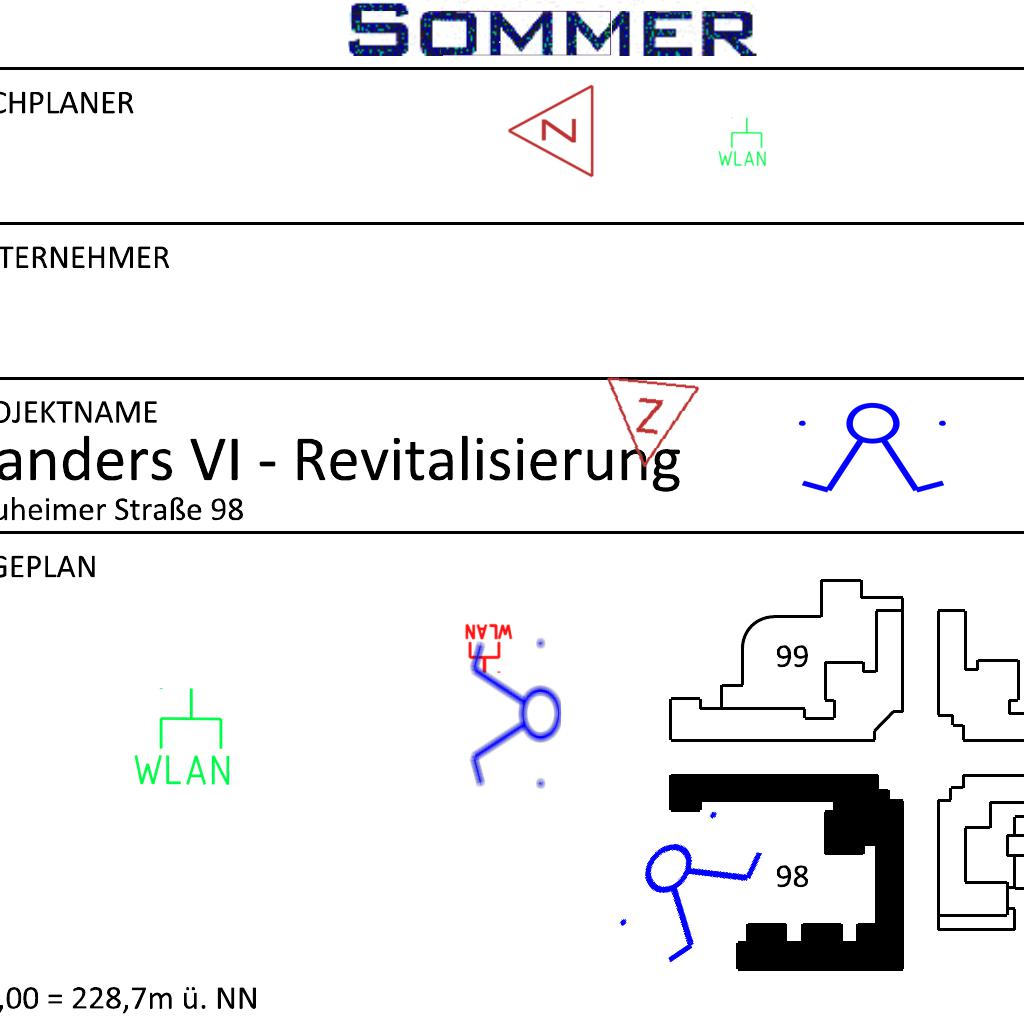 SOMMER
CHPLANER
N
WLAN
TERNEHMER
OJEKTNAME
Z
anders VI - Revitalisierung
uheimer Straße 98
GEPLAN
WLAN
99
WLAN
98
,00 = 228,7m ü. NN